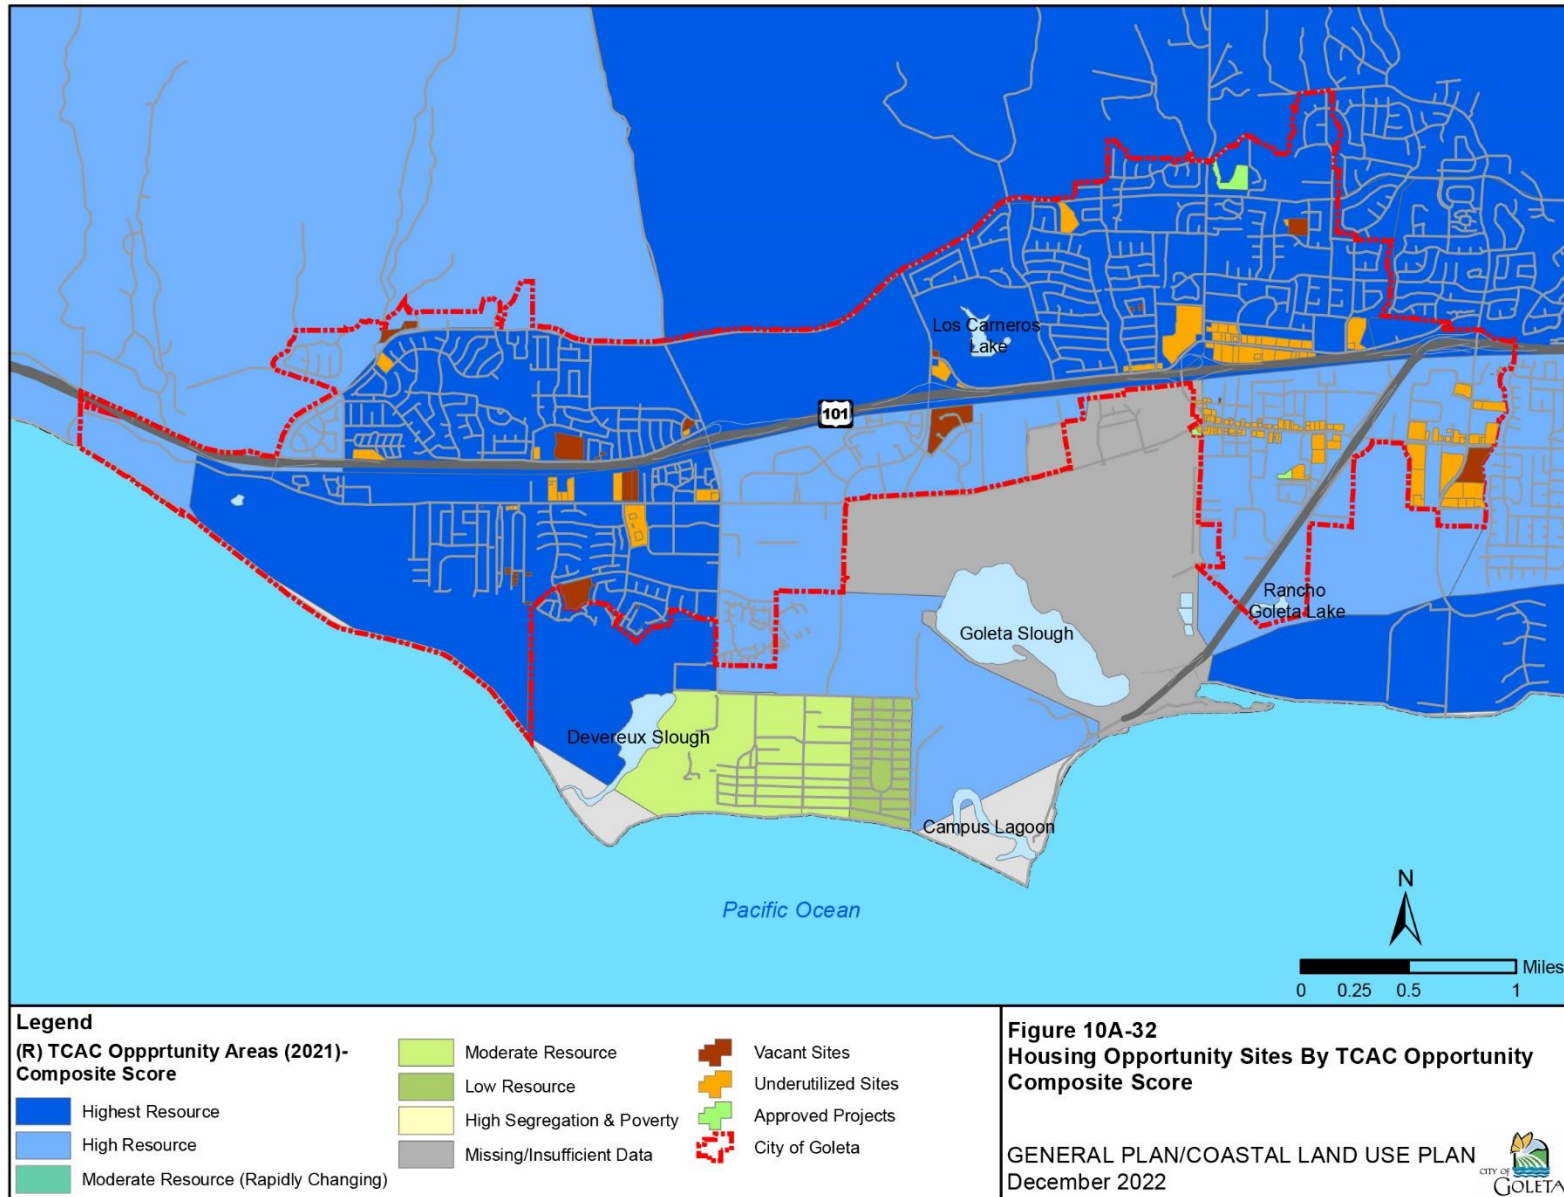 Los Carneros
Lake
101
Rancho
Goleta Lake
Goleta Slough
Devereux Slough
Campus Lagoon
Pacific Ocean
N
Miles
0 0.25 0.5 1
Legend
(R) TCAC Oppprtunity Areas (2021)-
Composite Score
Highest Resource
High Resource
Moderate Resource (Rapidly Changing)
Moderate Resource
Low Resource
High Segregation & Poverty
Missing/Insufficient Data
Vacant Sites
Underutilized Sites
Approved Projects
City of Goleta
Figure 10A-32
Housing Opportunity Sites By TCAC Opportunity
Composite Score
GENERAL PLAN/COASTAL LAND USE PLAN
December 2022
CITY OF
GOLETA